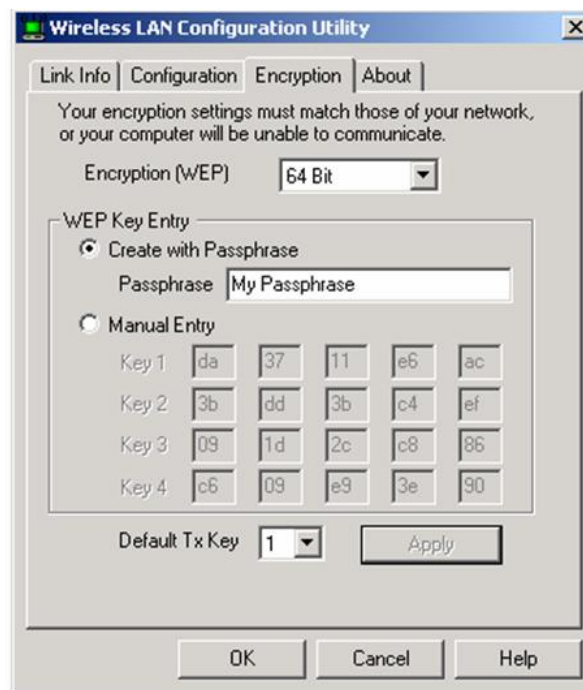 Wireless LAN Configuration Utility
Link Info Configuration Encryption About
Your encryption settings must match those of your network,
or your computer will be unable to communicate.
Encryption (WEP) 64 Bit
WEP Key Entry
Create with Passphrase
Passphrase My Passphrase
Manual Entry
Key 1 da 37 11 e6 ac
Key 2 3b dd 3b c4 ef
Key 3 09 1d 2c c8 86
Key 4 c6 09 e9 3e 90
Default Tx Key 1 Apply
OK Cancel Help